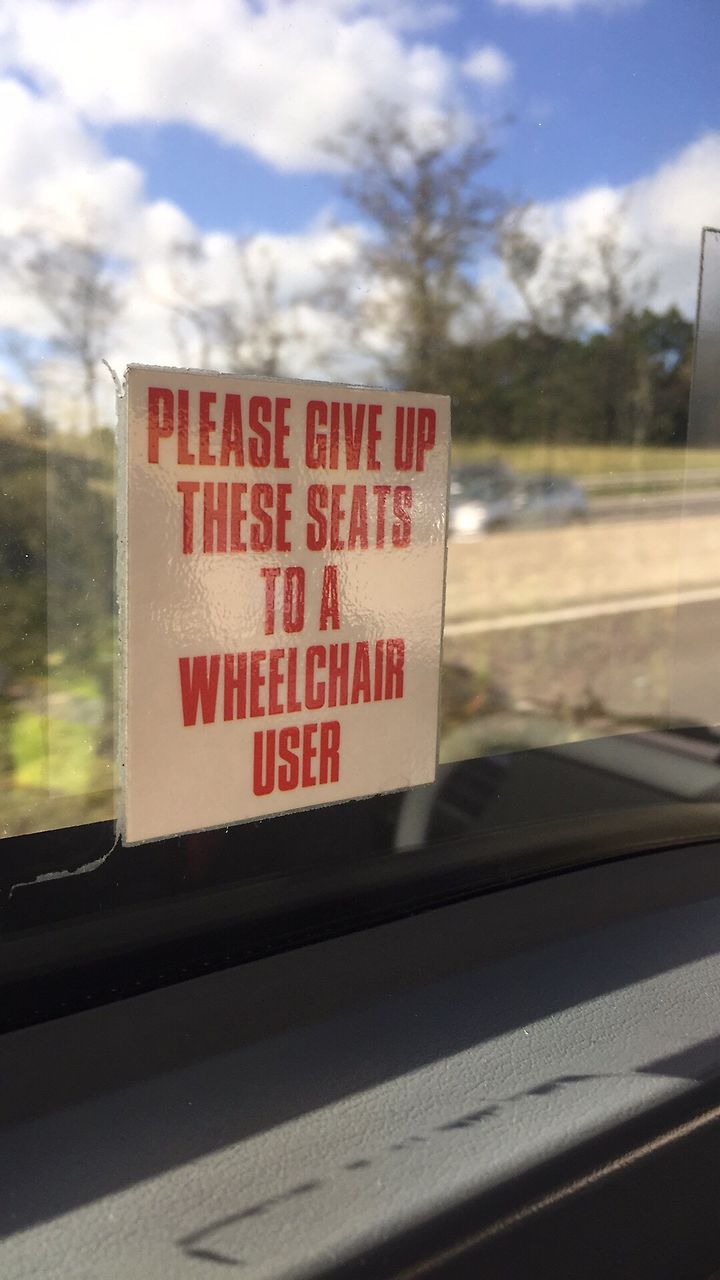 PLEASE GIVE UP
THESE SEATS
TO A
WHEELCHAIR
USER